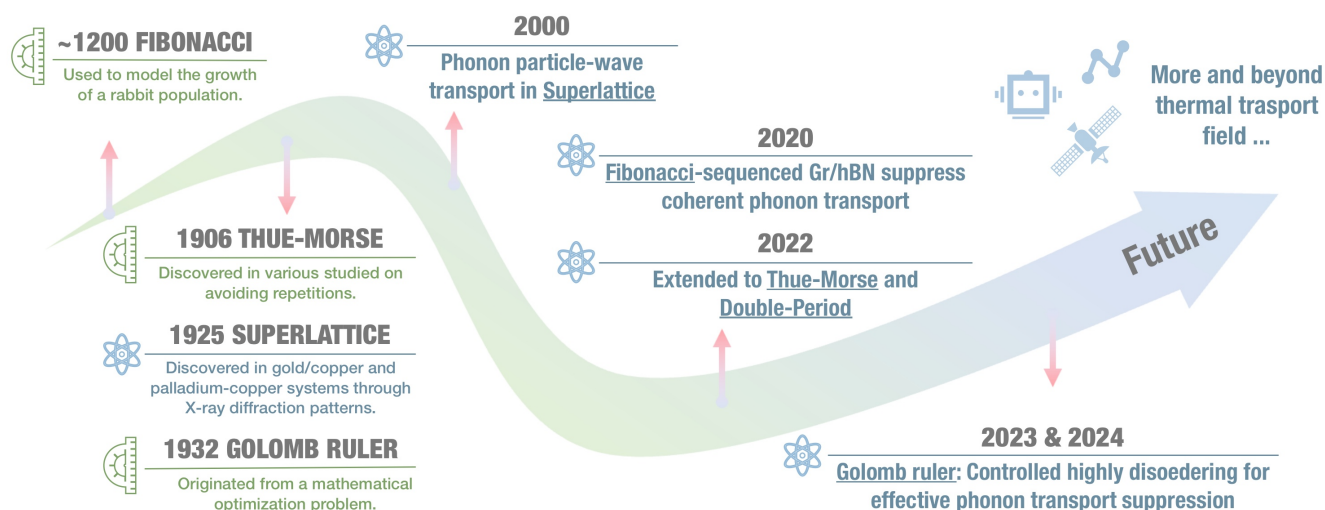 ~1200 FIBONACCI
Used to model the growth
of a rabbit population.
1906 THUE-MORSE
Discovered in various studied on
avoiding repetitions.
1925 SUPERLATTICE
Discovered in gold/copper and
palladium-copper systems through
X-ray diffraction patterns.
1932 GOLOMB RULER
Originated from a mathematical
optimization problem.
2000
Phonon particle-wave
transport in Superlattice
2020
Fibonacci-sequenced Gr/hBN suppress
coherent phonon transport
2022
Extended to Thue-Morse and
Double-Period
2023 & 2024
Golomb ruler: Controlled highly disoedering for
effective phonon transport suppression
Future
More and beyond
thermal trasport
field ...